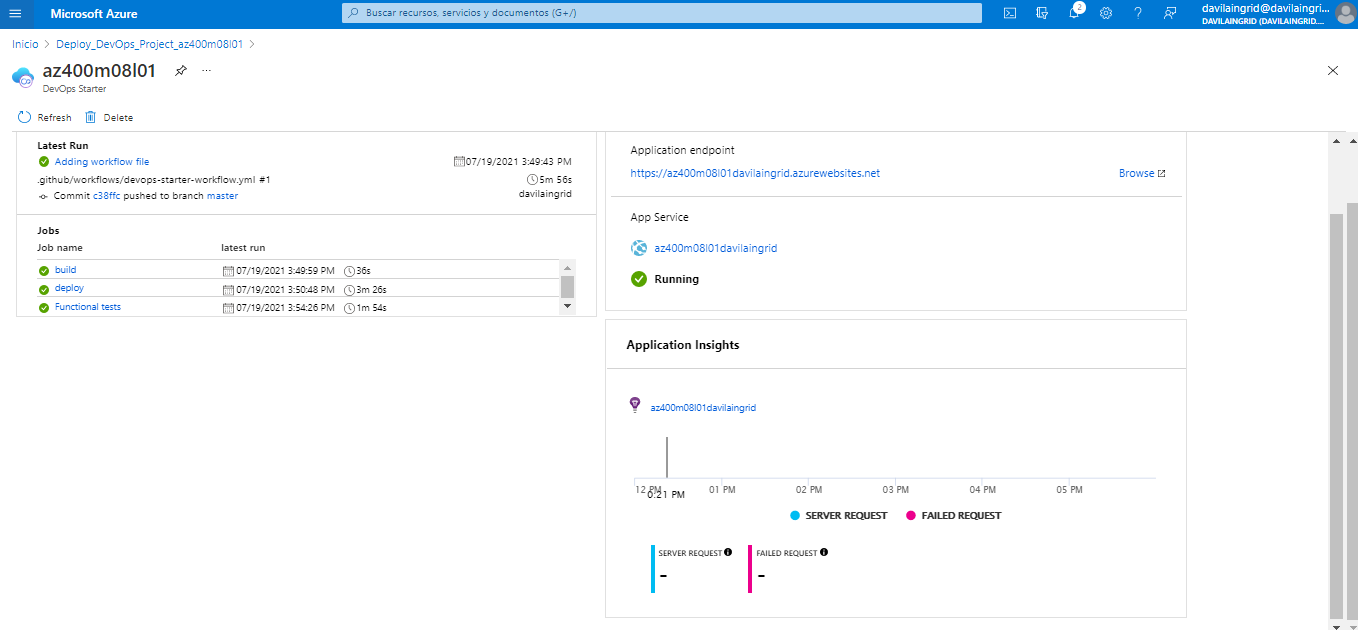 Microsoft Azure
Buscar recursos, servicios y documentos (G+/)
2
davilaingrid@davilaingri...
DAVILAINGRID (DAVILAINGRID....
Inicio > Deploy_DevOps_Project_az400m08l01 >
az400m08l01
...
DevOps Starter
Refresh
Delete
Latest Run
Adding workflow file
07/19/2021 3:49:43 PM
.github/workflows/devops-starter-workflow.yml #1
5m 56s
Commit c38ffc pushed to branch master
davilaingrid
Jobs
Job name latest run
build 07/19/2021 3:49:59 PM 36s
deploy 07/19/2021 3:50:48 PM 3m 26s
Functional tests 07/19/2021 3:54:26 PM 1m 54s
Application endpoint
https://az400m08l01davilaingrid.azurewebsites.net
Browse
App Service
az400m08l01davilaingrid
Running
Application Insights
az400m08l01davilaingrid
12 PM 01 PM 02 PM 03 PM 04 PM 05 PM
0:21 PM
SERVER REQUEST FAILED REQUEST
SERVER REQUEST FAILED REQUEST
- -